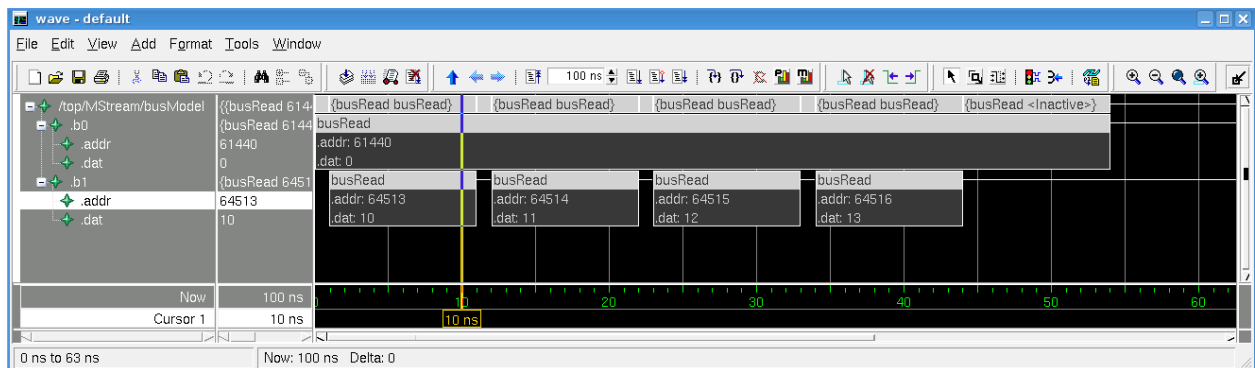 wave - default
File Edit View Add Format Tools Window
100 ns
/top/MStream/busModel {{busRead 614 {busRead busRead} {busRead busRead} {busRead busRead} {busRead busRead} {busRead <Inactive>}
.b0 {busRead 6144 busRead
.addr 61440 .addr: 61440
.dat 0 .dat: 0
.b1 {busRead 6451 busRead busRead busRead busRead
.addr 64513 .addr: 64513 .addr: 64514 .addr: 64515 .addr: 64516
.dat 10 .dat: 10 .dat: 11 .dat: 12 .dat: 13
Now 100 ns 10 20 30 40 50 60
Cursor 1 10 ns 10 ns
0 ns to 63 ns Now: 100 ns Delta: 0